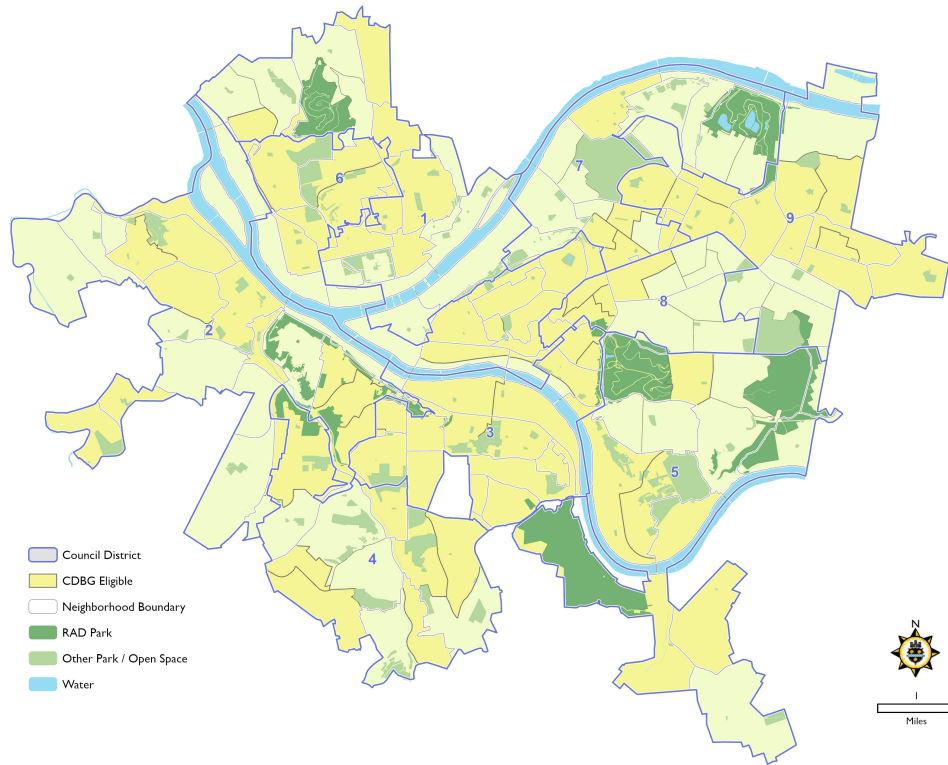 6
7
1
9
8
2
3
5
4
Council District
CDBG Eligible
Neighborhood Boundary
RAD Park
Other Park / Open Space
Water
N
1
Miles